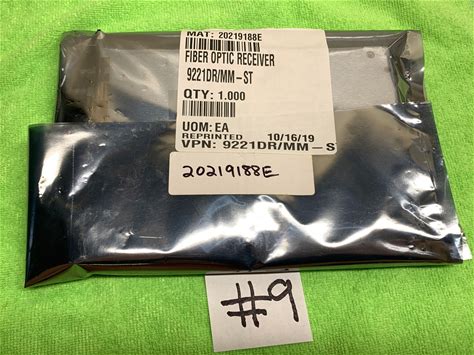 MAT: 20219188E
FIBER OPTIC RECEIVER
9221DR/MM-ST
QTY: 1.000
UOM: EA
REPRINTED 10/16/19
VPN: 9221DR/MM-S
20219188E
#9